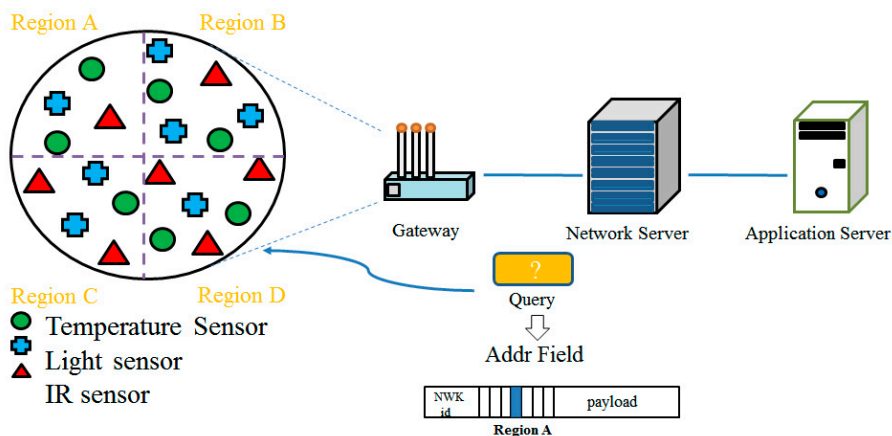 Region A
Region B
Gateway
Network Server
Application Server
?
Query
Region C
Region D
Temperature Sensor
Light sensor
IR sensor
Addr Field
NWK
id
payload
Region A